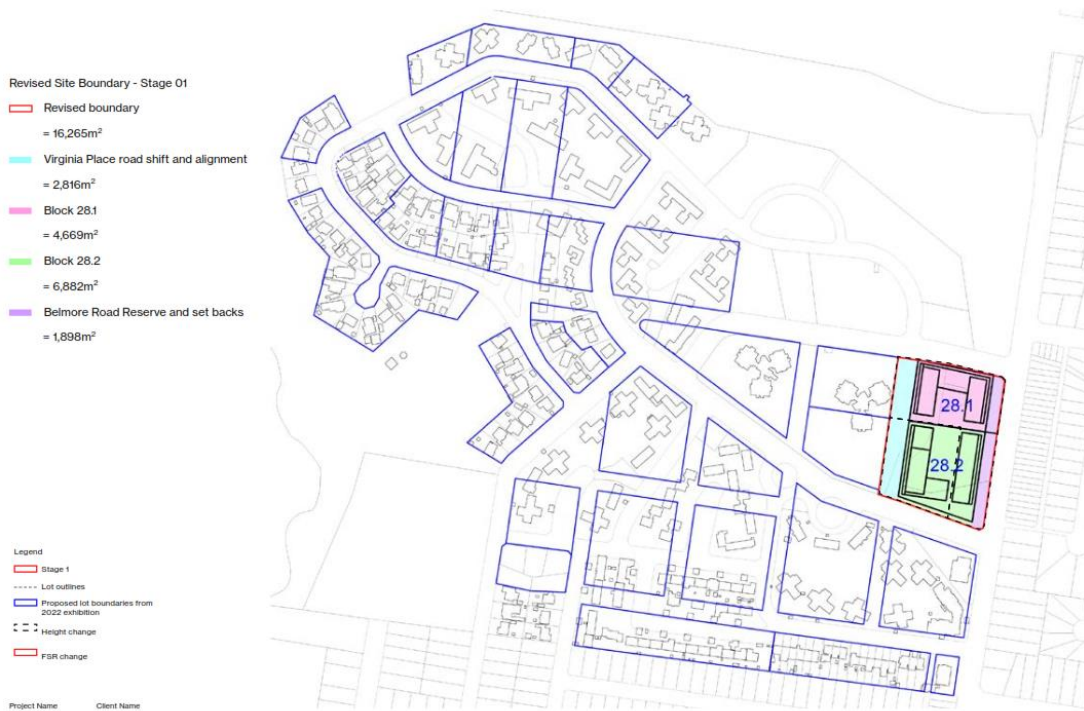 Revised Site Boundary - Stage 01
Revised boundary
= 16,265m²
Virginia Place road shift and alignment
= 2,816m²
Block 28.1
= 4,669m²
Block 28.2
= 6,882m²
Belmore Road Reserve and set backs
= 1,898m²
28.1
28.2
Legend
Stage 1
Lot outlines
Proposed lot boundaries from
2022 exhibition
Height change
FSR change
Project Name Client Name